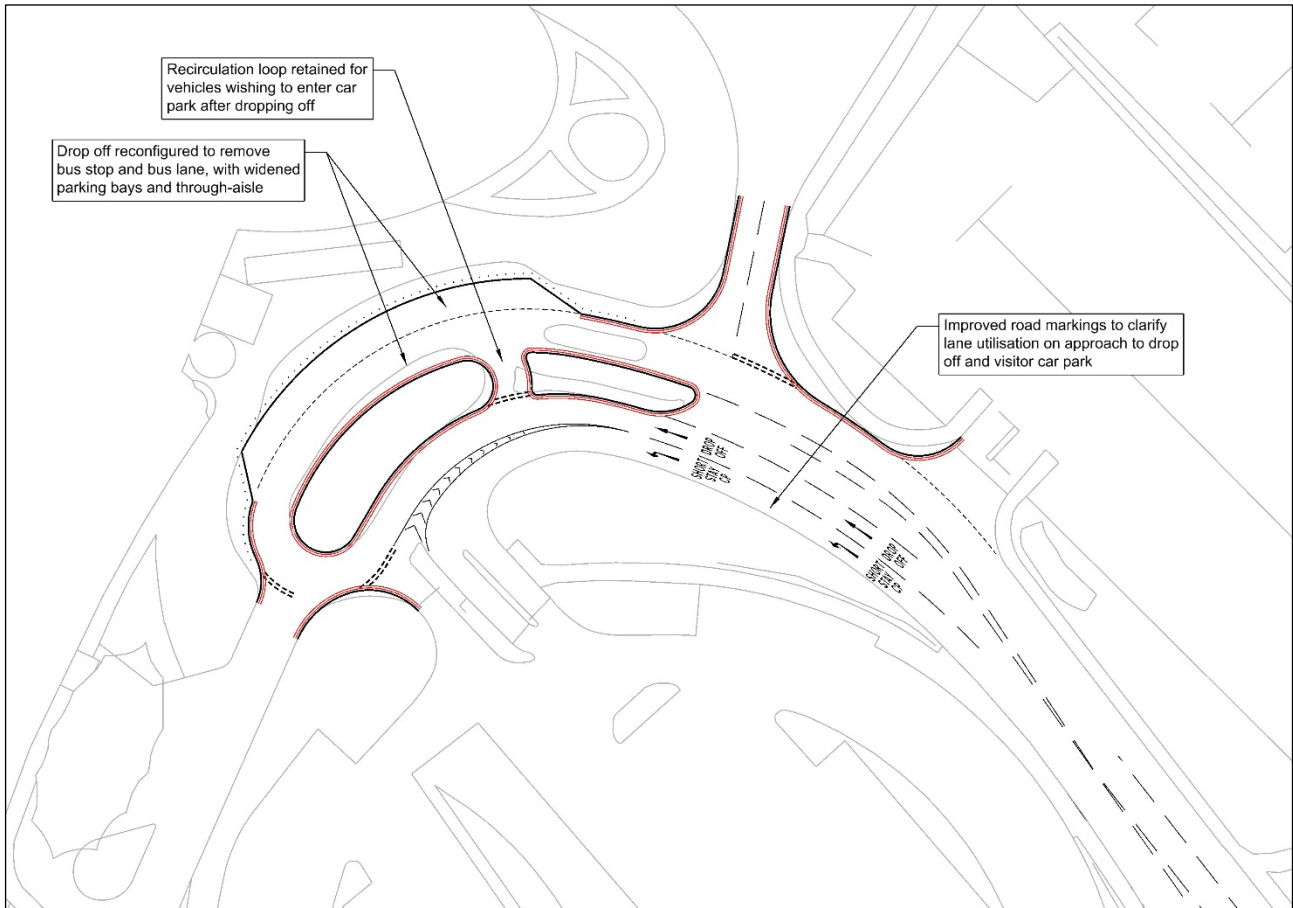 Recirculation loop retained for
vehicles wishing to enter car
park after dropping off
Drop off reconfigured to remove
bus stop and bus lane, with widened
parking bays and through-aisle
Improved road markings to clarify
lane utilisation on approach to drop
off and visitor car park
DROP
OFF
SHORT
STAY
CP
DROP
OFF
SHORT
STAY
CP